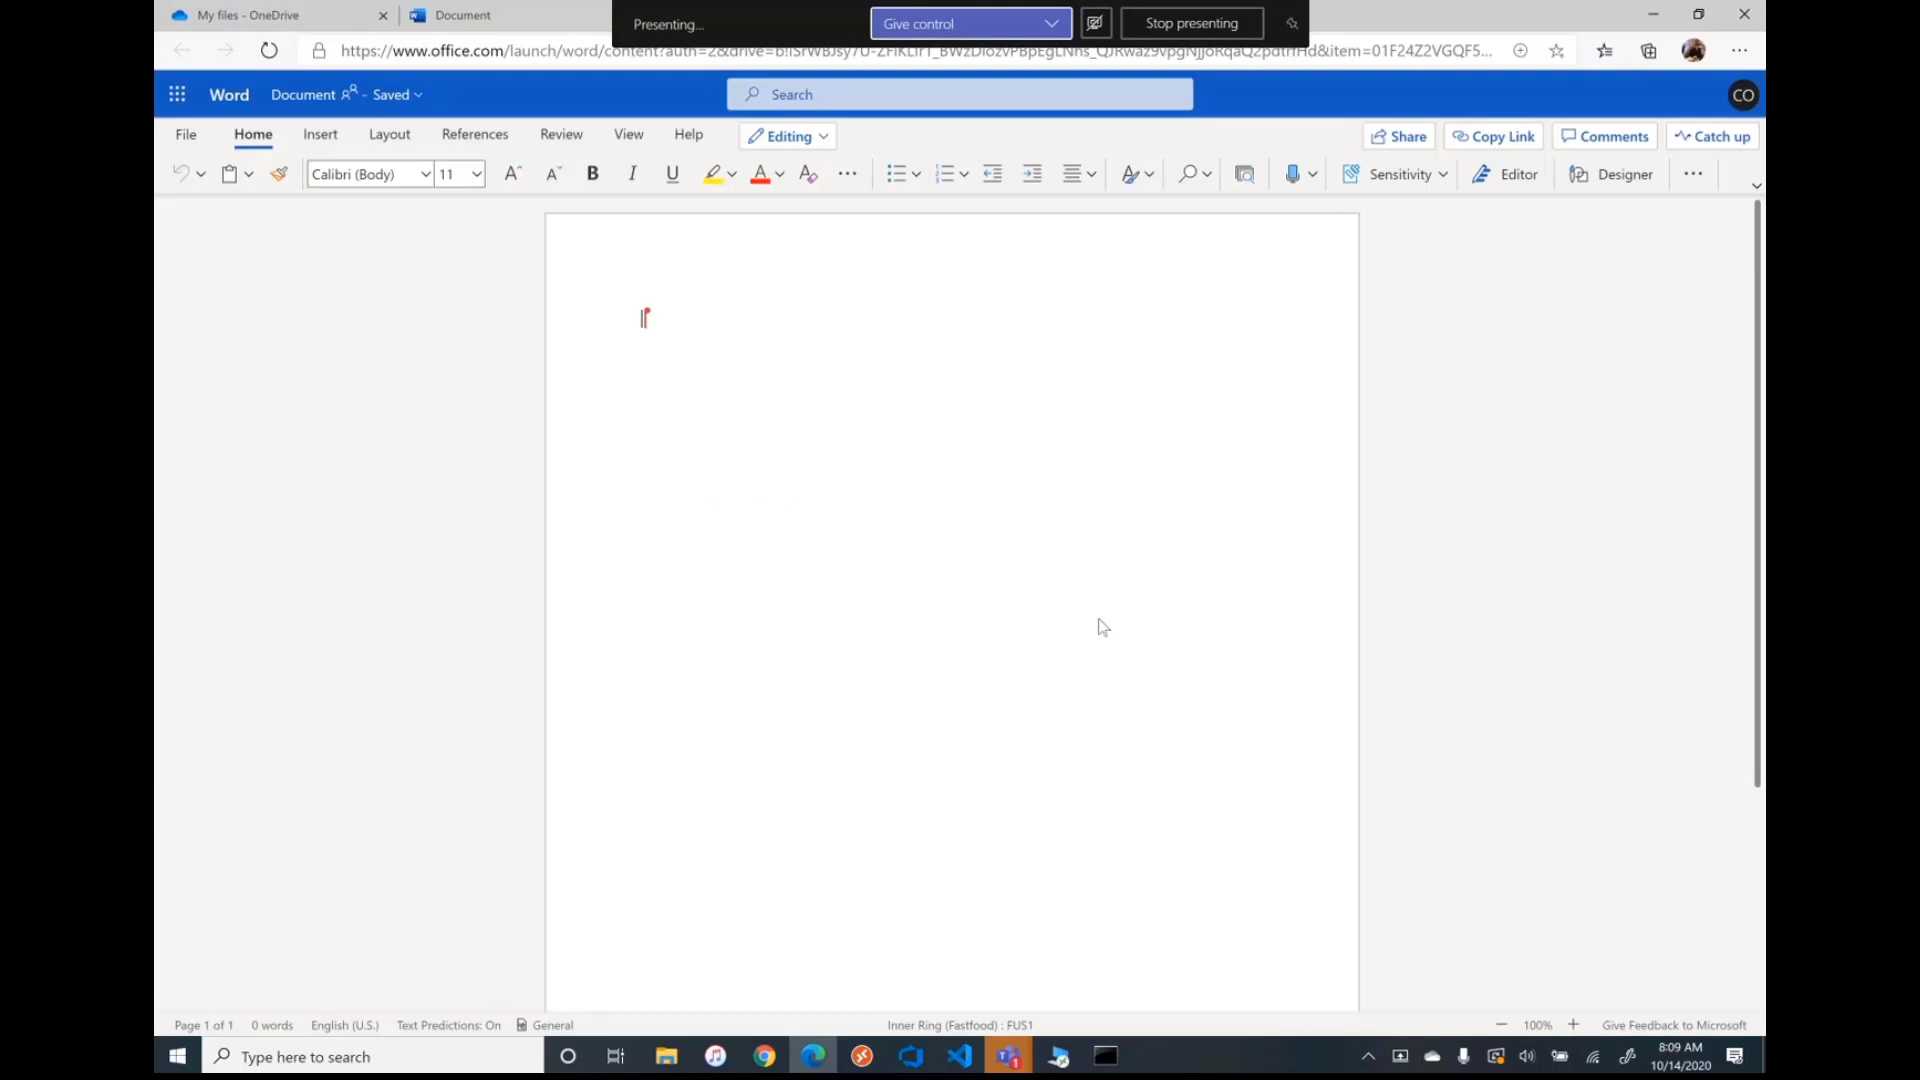 My files - OneDrive
Document
Presenting...
Give control
Stop presenting
Word
Document - Saved
Search
CO
File
Home
Insert
Layout
References
Review
View
Help
Editing
Share
Copy Link
Comments
Catch up
Calibri (Body)
11
B
I
U
Sensitivity
Editor
Designer
Page 1 of 1
0 words
English (U.S.)
Text Predictions: On
General
Inner Ring (Fastfood) : FUS1
100%
Give Feedback to Microsoft
Type here to search
8:09 AM
10/14/2020